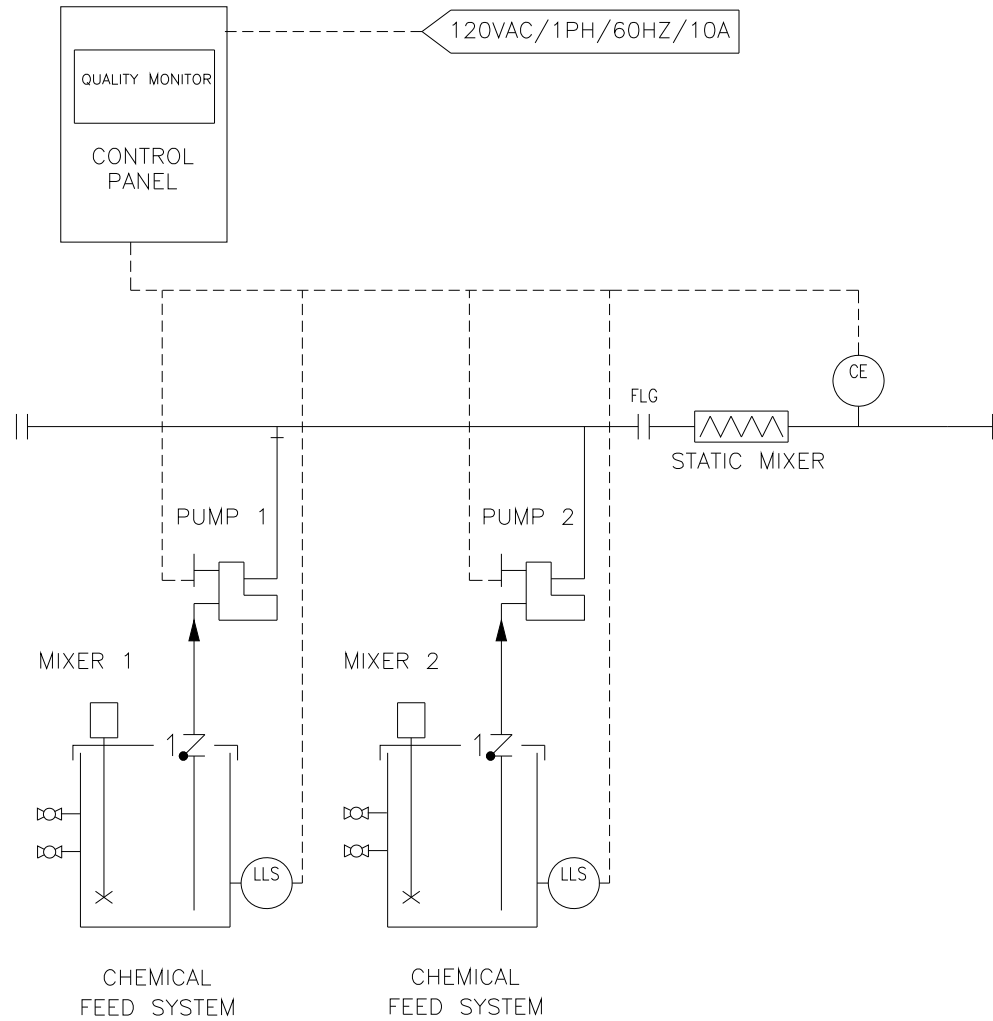 120VAC/1PH/60HZ/10A
QUALITY MONITOR
CONTROL
PANEL
CE
FLG
STATIC MIXER
PUMP 1
PUMP 2
MIXER 1
MIXER 2
1
1
LLS
LLS
CHEMICAL
FEED SYSTEM
CHEMICAL
FEED SYSTEM